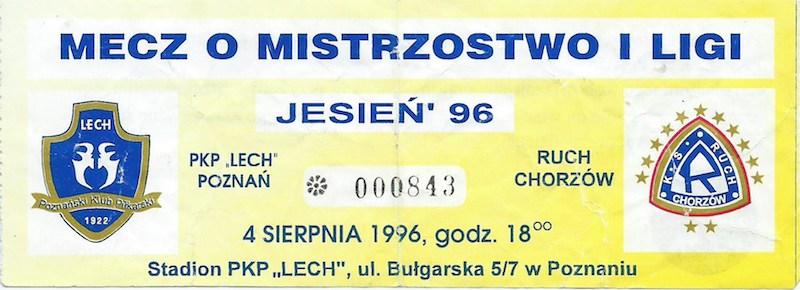 MECZ O MISTRZOSTWO I LIGI
JESIEŃ' 96
LECH
Poznański Klub Piłkarski
1922
PKP „LECH"
POZNAŃ
000843
RUCH
CHORZÓW
KS RUCH
CHORZÓW
4 SIERPNIA 1996, godz. 18⁰⁰
Stadion PKP „LECH", ul. Bułgarska 5/7 w Poznaniu